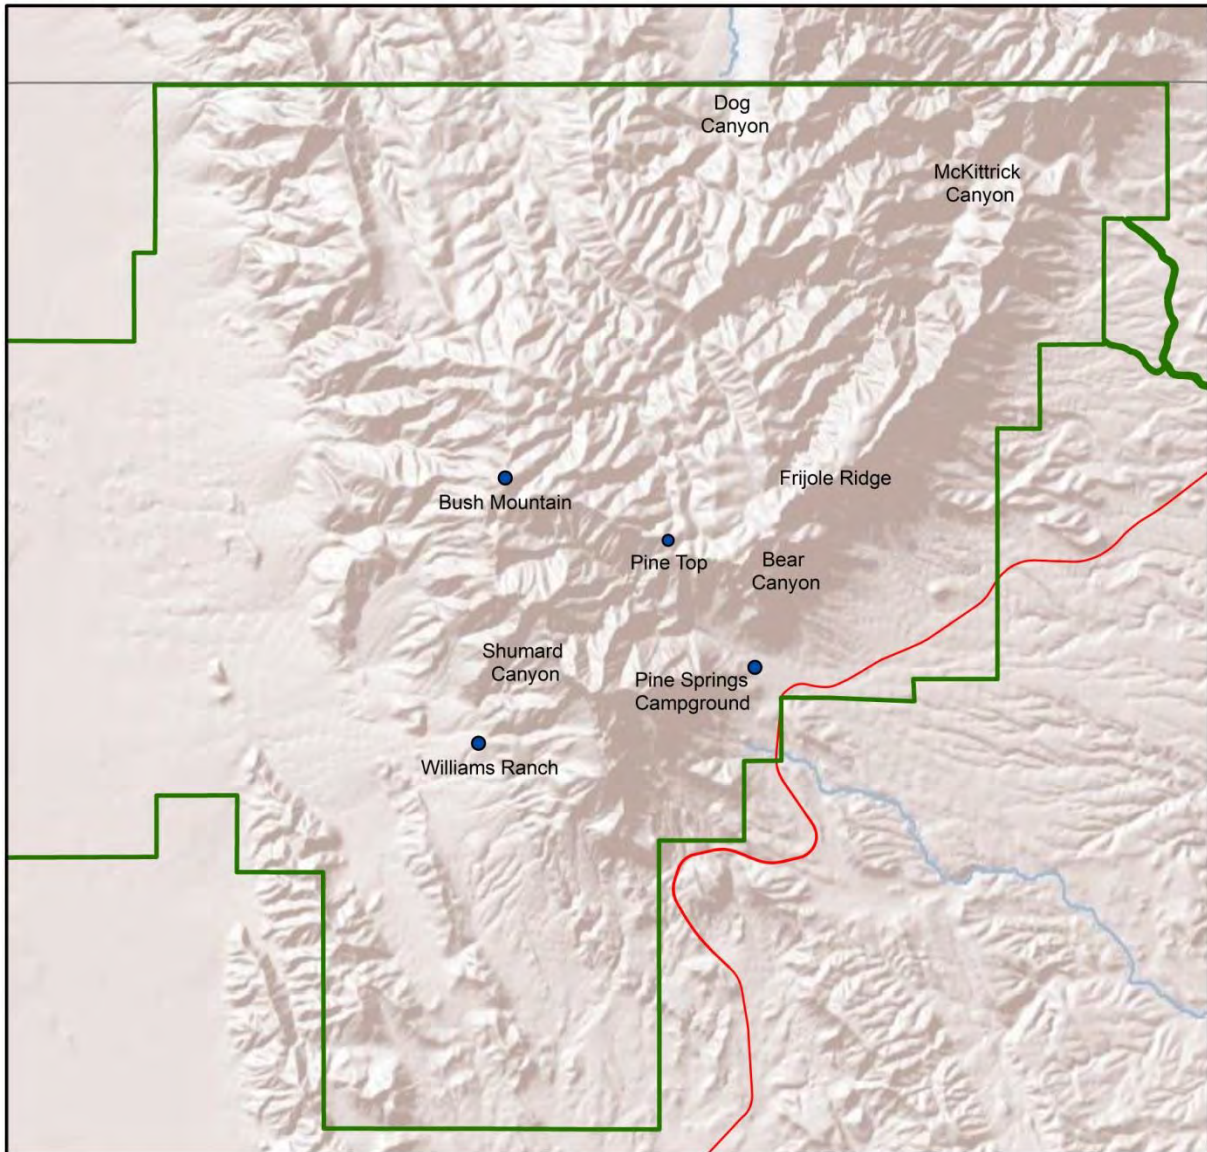 Dog
Canyon
McKittrick
Canyon
Frijole Ridge
Bush Mountain
Pine Top
Bear
Canyon
Shumard
Canyon
Pine Springs
Campground
Williams Ranch